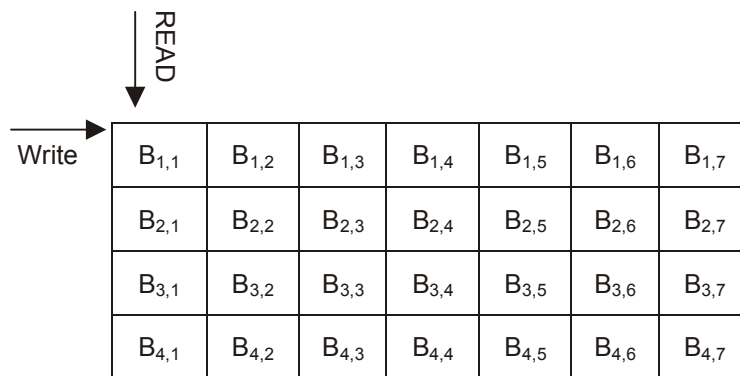 READ
Write
B1,1 B1,2 B1,3 B1,4 B1,5 B1,6 B1,7
B2,1 B2,2 B2,3 B2,4 B2,5 B2,6 B2,7
B3,1 B3,2 B3,3 B3,4 B3,5 B3,6 B3,7
B4,1 B4,2 B4,3 B4,4 B4,5 B4,6 B4,7